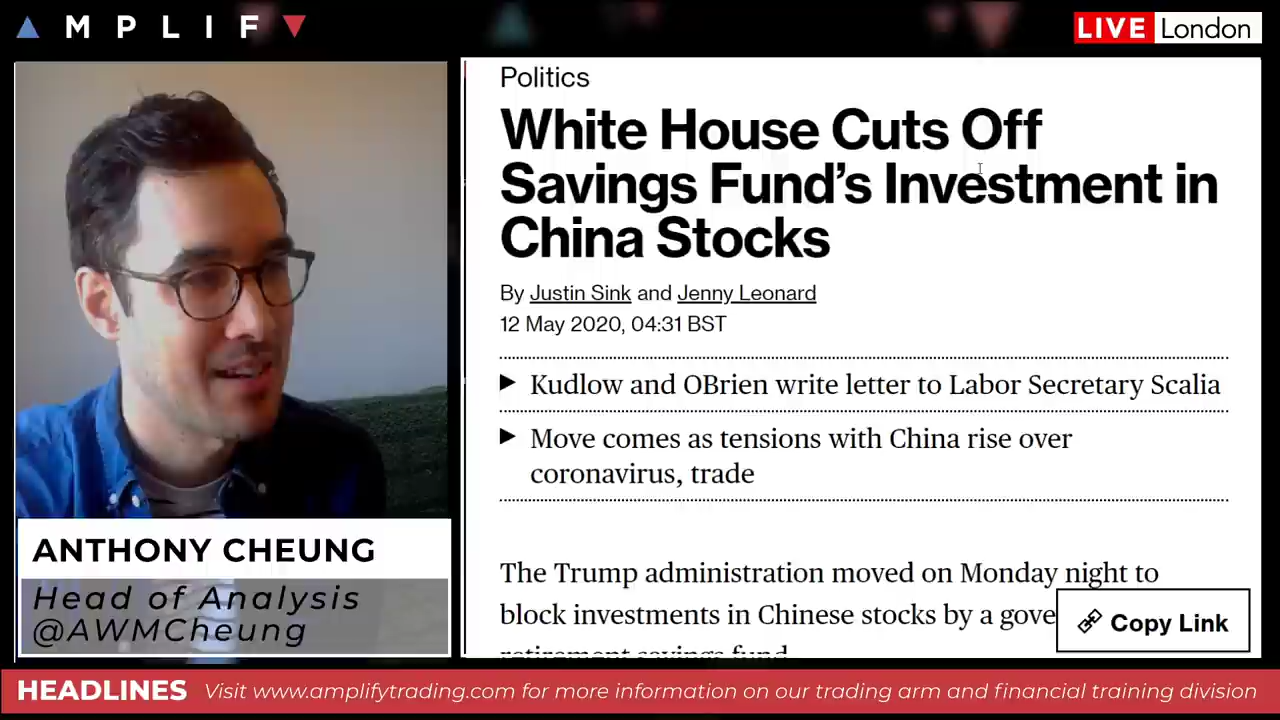 AMPLIFY
LIVE London
Politics
White House Cuts Off
Savings Fund's Investment in
China Stocks
By Justin Sink and Jenny Leonard
12 May 2020, 04:31 BST
Kudlow and OBrien write letter to Labor Secretary Scalia
Move comes as tensions with China rise over
coronavirus, trade
The Trump administration moved on Monday night to
block investments in Chinese stocks by a gove
retirement savings fund.
Copy Link
ANTHONY CHEUNG
Head of Analysis
@AWMCheung
HEADLINES Visit www.amplifytrading.com for more information on our trading arm and financial training division